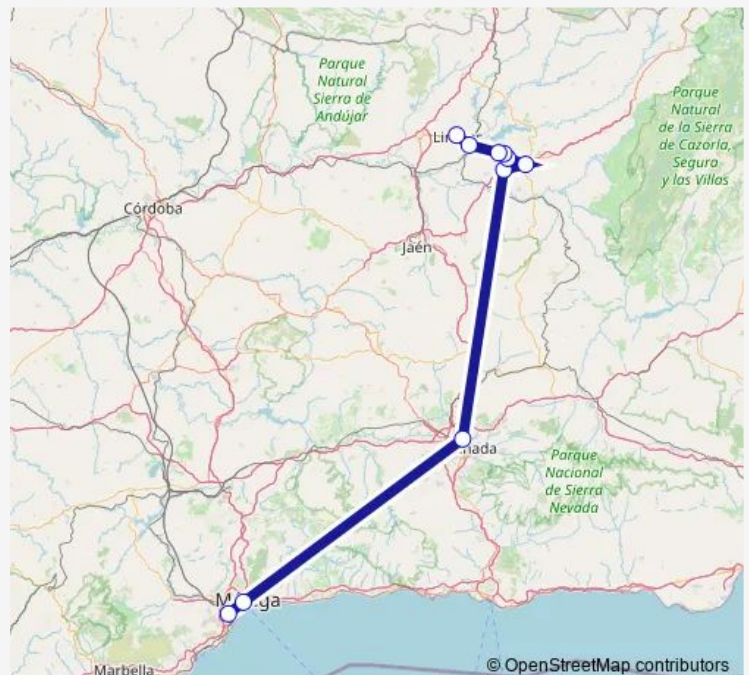 Parque
Natural
Sierra de
Andújar
Parque
Natural
de la Sierra
de Cazorla,
Segura
y las Villas
Córdoba
Jaén
Parque
Nacional
de Sierra
Nevada
Marbella
© OpenStreetMap contributors